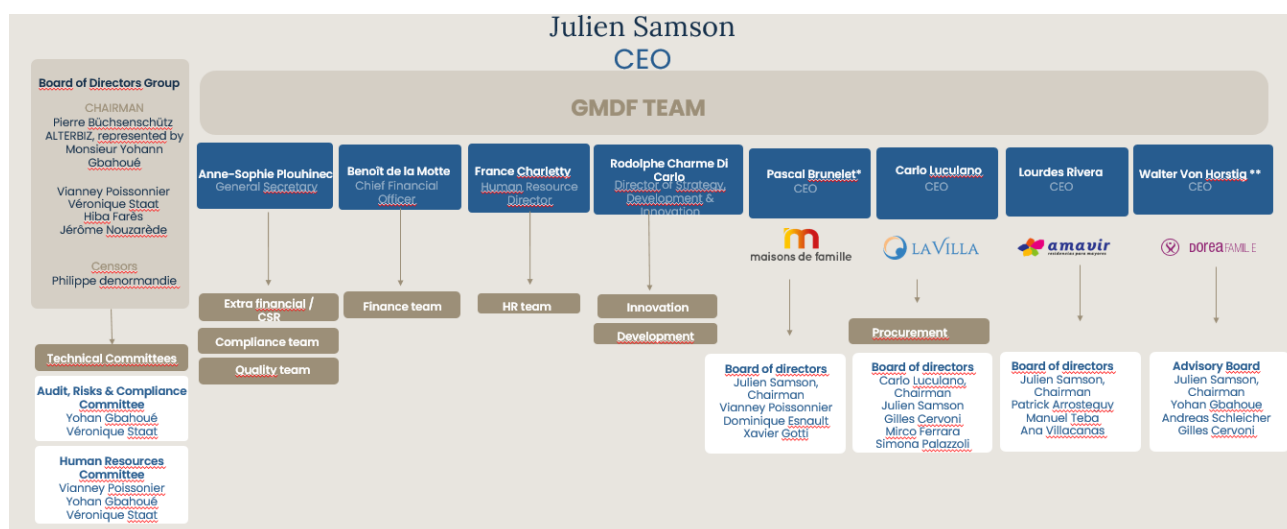 Julien Samson
CEO
Board of Directors Group
CHAIRMAN
Pierre Büchsenschütz
ALTERBIZ, represented by
Monsieur Yohann
Gbahoué
Vianney Poissonnier
Véronique Staat
Hiba Farès
Jérôme Nouzarède
Censors
Philippe denormandie
Technical Committees
Audit, Risks & Compliance
Committee
Yohan Gbahoué
Véronique Staat
Human Resources
Committee
Vianney Poissonier
Yohan Gbahoué
Véronique Staat
GMDF TEAM
Anne-Sophie Plouhinec
General Secretary
Extra financial /
CSR
Compliance team
Quality team
Benoît de la Motte
Chief Financial
Officer
Finance team
France Charletty
Human Resource
Director
HR team
Rodolphe Charme Di
Carlo
Director of Strategy,
Development &
Innovation
Innovation
Development
Pascal Brunelet*
CEO
maisons de famille
Board of directors
Julien Samson,
Chairman
Vianney Poissonnier
Dominique Esnault
Xavier Gotti
Carlo Luculano
CEO
LAVILLA
Procurement
Board of directors
Carlo Luculano,
Chairman
Julien Samson
Gilles Cervoni
Mirco Ferrara
Simona Palazzoli
Lourdes Rivera
CEO
amavir
residencias para mayores
Board of directors
Julien Samson,
Chairman
Patrick Arrosteguy
Manuel Teba
Ana Villacanas
Walter Von Horstig **
CEO
DOREAFAMILE
Advisory Board
Julien Samson,
Chairman
Yohan Gbahoue
Andreas Schleicher
Gilles Cervoni